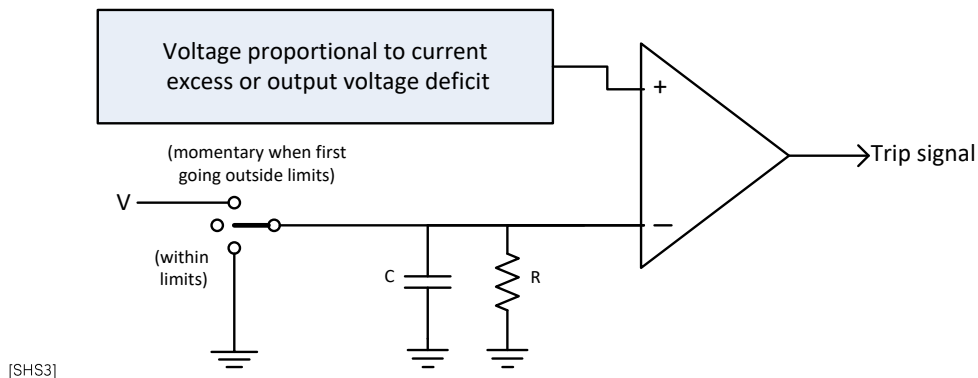 Voltage proportional to current
excess or output voltage deficit
+
(momentary when first
going outside limits)
Trip signal
V
−
(within
limits)
C
R
[SHS3]